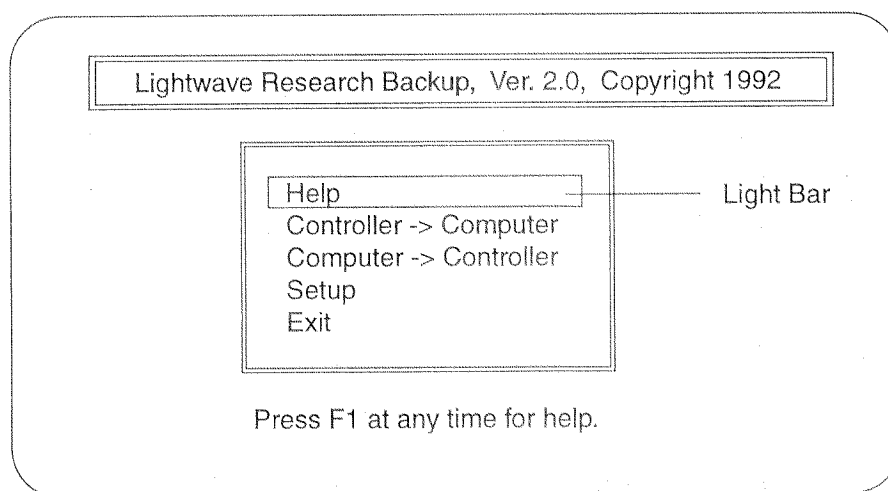 Lightwave Research Backup, Ver. 2.0, Copyright 1992
Help
Light Bar
Controller -> Computer
Computer -> Controller
Setup
Exit
Press F1 at any time for help.